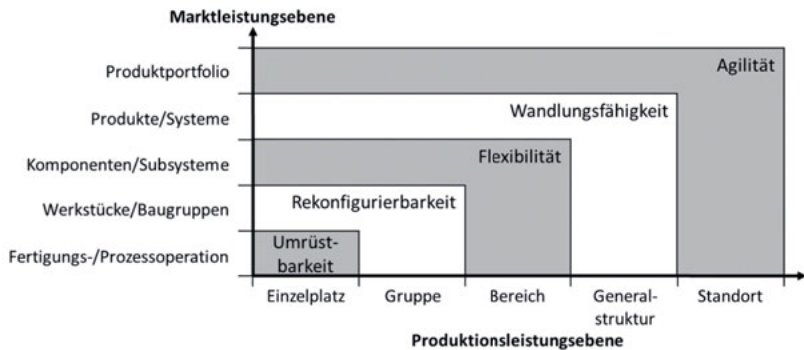 Marktleistungsebene
Produktportfolio
Agilität
Produkte/Systeme
Wandlungsfähigkeit
Komponenten/Subsysteme
Flexibilität
Werkstücke/Baugruppen
Rekonfigurierbarkeit
Fertigungs-/Prozessoperation
Umrüst-
barkeit
Einzelplatz
Gruppe
Bereich
General-
struktur
Standort
Produktionsleistungsebene